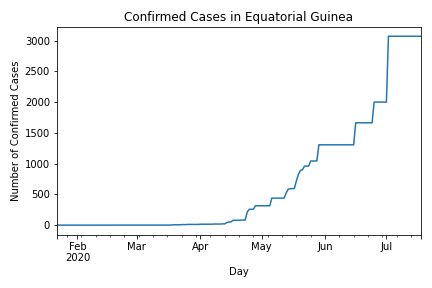 Confirmed Cases in Equatorial Guinea
Number of Confirmed Cases
3000
2500
2000
1500
1000
500
0
Feb Mar Apr May Jun Jul
2020
Day